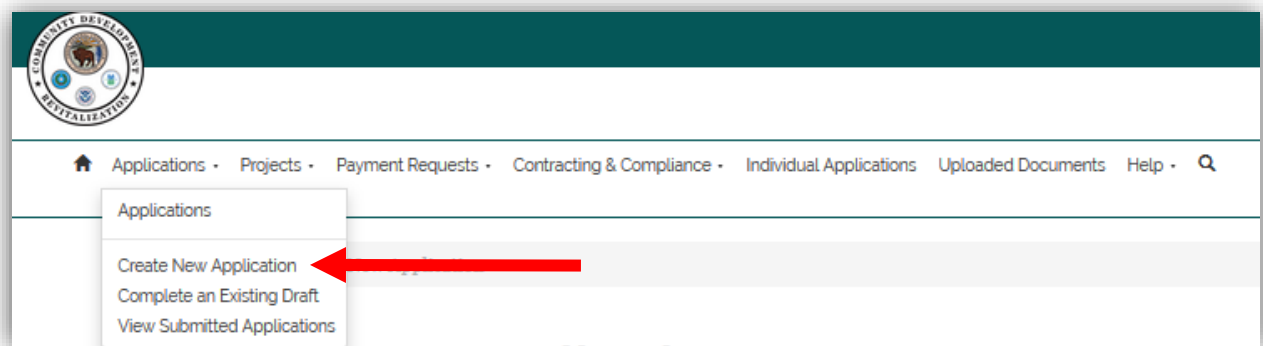 COMMUNITY DEVELOPMENT
REVITALIZATION
Applications Projects Payment Requests Contracting & Compliance Individual Applications Uploaded Documents Help
Applications
Create New Application
Complete an Existing Draft
View Submitted Applications